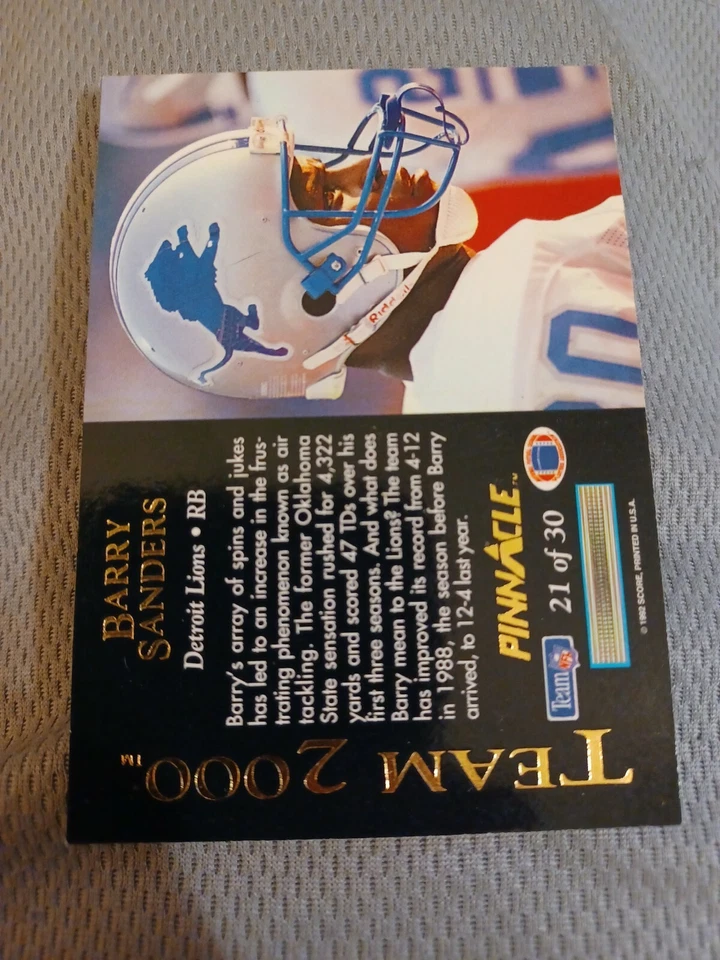 BARRY
SANDERS
Detroit Lions • RB
Barry's array of spins and jukes
has led to an increase in the frus-
trating phenomenon known as air
tackling. The former Oklahoma
State sensation rushed for 4,322
yards and scored 47 TDs over his
first three seasons. And what does
Barry mean to the Lions? The team
has improved its record from 4-12
in 1988, the season before Barry
arrived, to 12-4 last year.
PINNACLE™
21 of 30
Team NFL
© 1992 SCORE, PRINTED IN U.S.A.
TEAM 2000™
Riddell
20